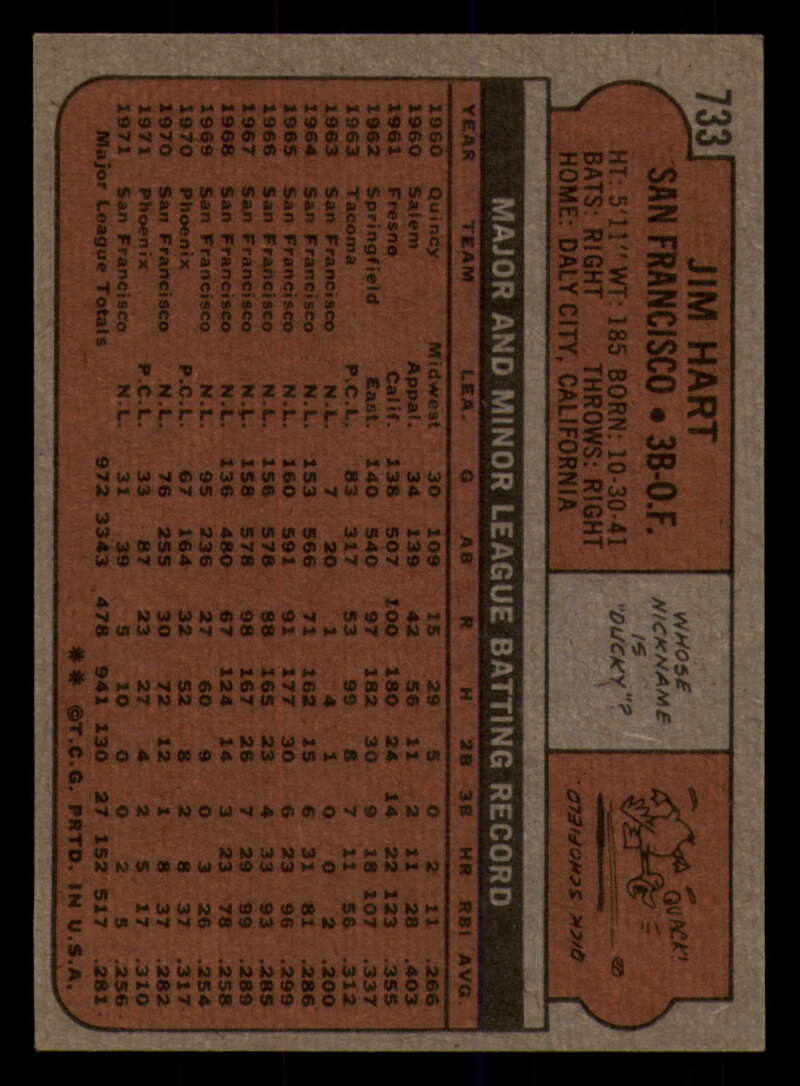 733
JIM HART
SAN FRANCISCO • 3B-O.F.
HT: 5'11" WT: 185 BORN: 10-30-41
BATS: RIGHT THROWS: RIGHT
HOME: DALY CITY, CALIFORNIA
WHOSE
NICKNAME
IS
"DUCKY"?
QUACK!
DICK SCHOFIELD
MAJOR AND MINOR LEAGUE BATTING RECORD
YEAR TEAM LEA. G AB R H 2B 3B HR RBI AVG
1960 Quincy Midwest 30 109 15 29 5 0 2 11 .266
1960 Salem Appal. 34 139 42 56 11 2 11 28 .403
1961 Fresno Calif. 138 507 100 180 24 14 22 123 .355
1962 Springfield East. 140 540 97 182 30 9 18 107 .337
1963 Tacoma P.C.L. 83 317 53 99 8 7 11 56 .312
1963 San Francisco N.L. 7 20 1 4 1 0 0 2 .200
1964 San Francisco N.L. 153 566 71 162 15 6 31 81 .286
1965 San Francisco N.L. 160 591 91 177 30 6 23 96 .299
1966 San Francisco N.L. 156 578 88 165 23 4 33 93 .285
1967 San Francisco N.L. 158 578 98 167 26 7 29 99 .289
1968 San Francisco N.L. 136 480 67 124 14 3 23 78 .258
1969 San Francisco N.L. 95 236 27 60 9 0 3 26 .254
1970 Phoenix P.C.L. 67 164 32 52 8 2 8 37 .317
1970 San Francisco N.L. 76 255 30 72 12 1 8 37 .282
1971 Phoenix P.C.L. 33 87 23 27 4 2 5 17 .310
1971 San Francisco N.L. 31 39 5 10 0 0 2 5 .256
Major League Totals 972 3343 478 941 130 27 152 517 .281
** ©T.C.G. PRTD. IN U.S.A.